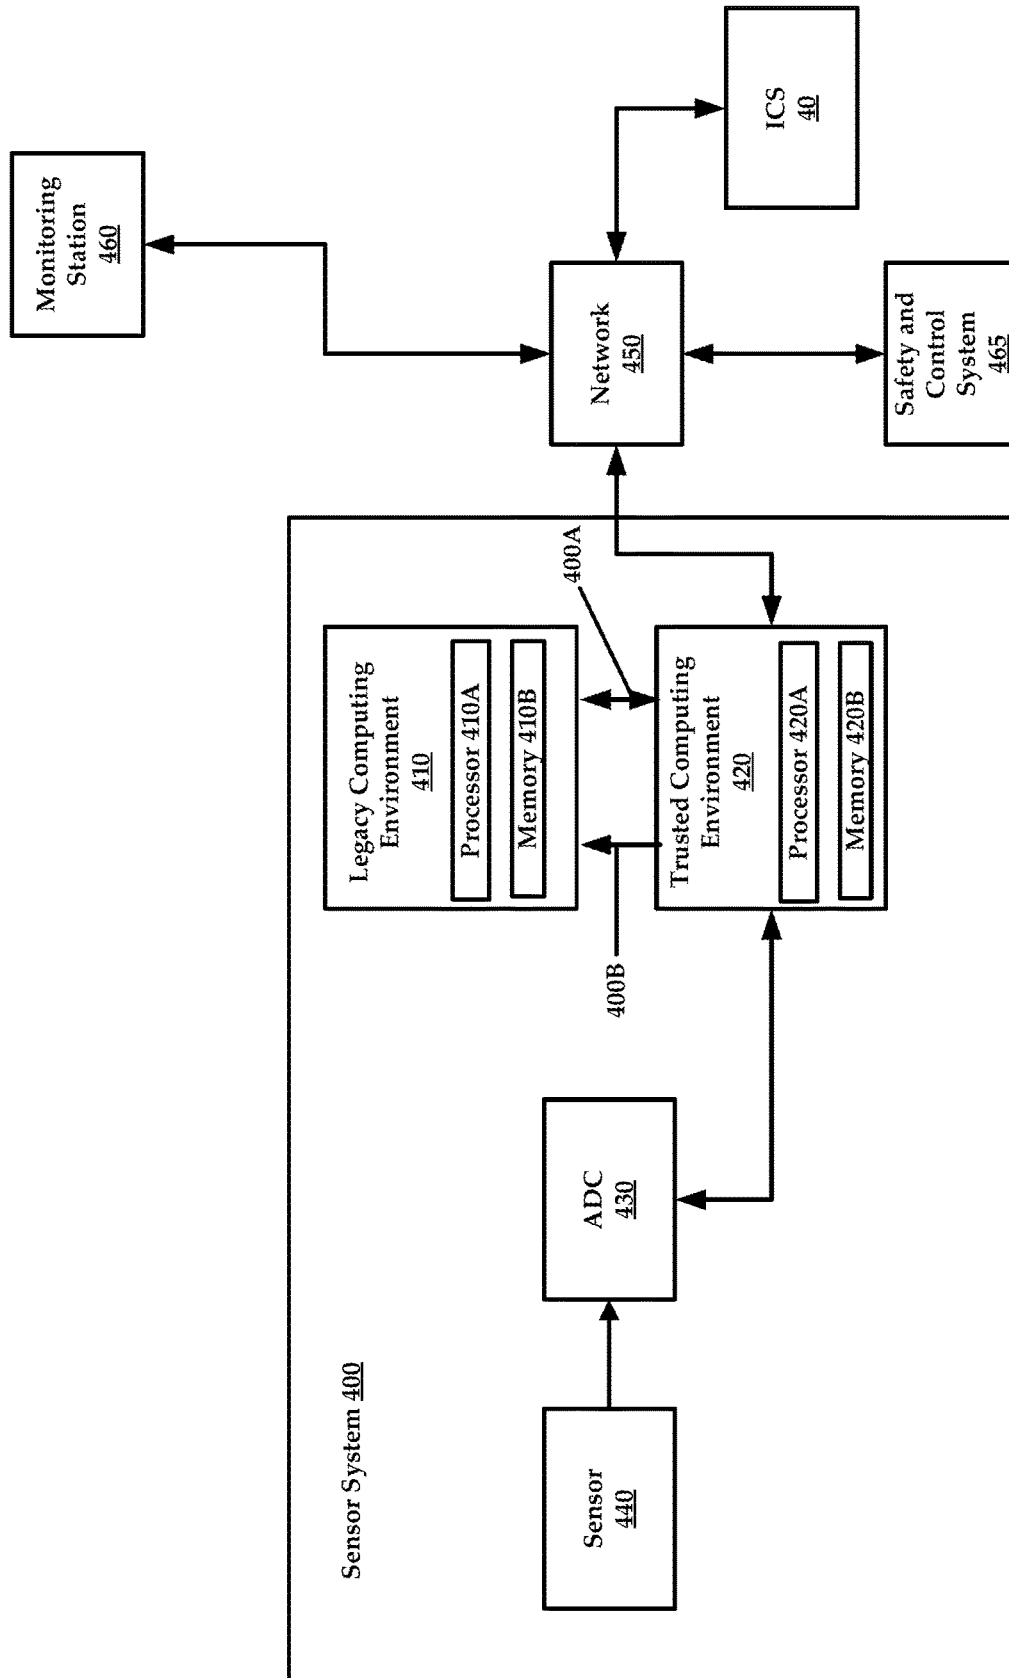 Monitoring
Station
460
Network
450
ICS
40
Safety and
Control
System
465
Sensor System 400
Legacy Computing
Environment
410
Processor 410A
Memory 410B
400A
400B
Trusted Computing
Environment
420
Processor 420A
Memory 420B
ADC
430
Sensor
440